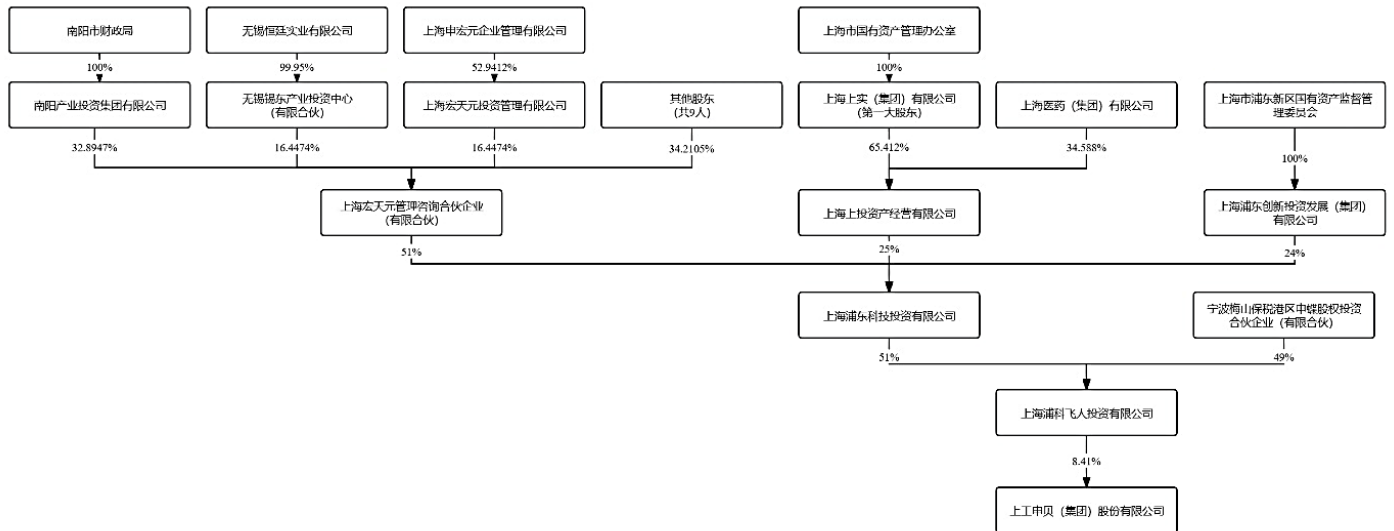 南阳市财政局
无锡恒廷实业有限公司
上海申宏元企业管理有限公司
上海市国有资产管理办公室
100%
99.95%
52.9412%
100%
南阳产业投资集团有限公司
无锡锡东产业投资中心
(有限合伙)
上海宏天元投资管理有限公司
其他股东
(共9人)
上海上实（集团）有限公司
(第一大股东)
上海医药（集团）有限公司
上海市浦东新区国有资产监督管
理委员会
32.8947%
16.4474%
16.4474%
34.2105%
65.412%
34.588%
100%
上海宏天元管理咨询合伙企业
(有限合伙)
上海上投资产经营有限公司
上海浦东创新投资发展（集团）
有限公司
51%
25%
24%
上海浦东科技投资有限公司
宁波梅山保税港区中蝶股权投资
合伙企业（有限合伙）
51%
49%
上海浦科飞人投资有限公司
8.41%
上工申贝（集团）股份有限公司